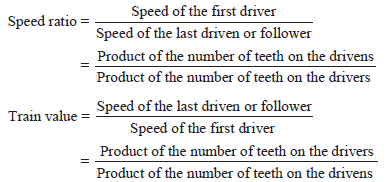 Speed ratio = Speed of the first driver / Speed of the last driven or follower
= Product of the number of teeth on the drivens / Product of the number of teeth on the drivers
Train value = Speed of the last driven or follower / Speed of the first driver
= Product of the number of teeth on the drivers / Product of the number of teeth on the drivens